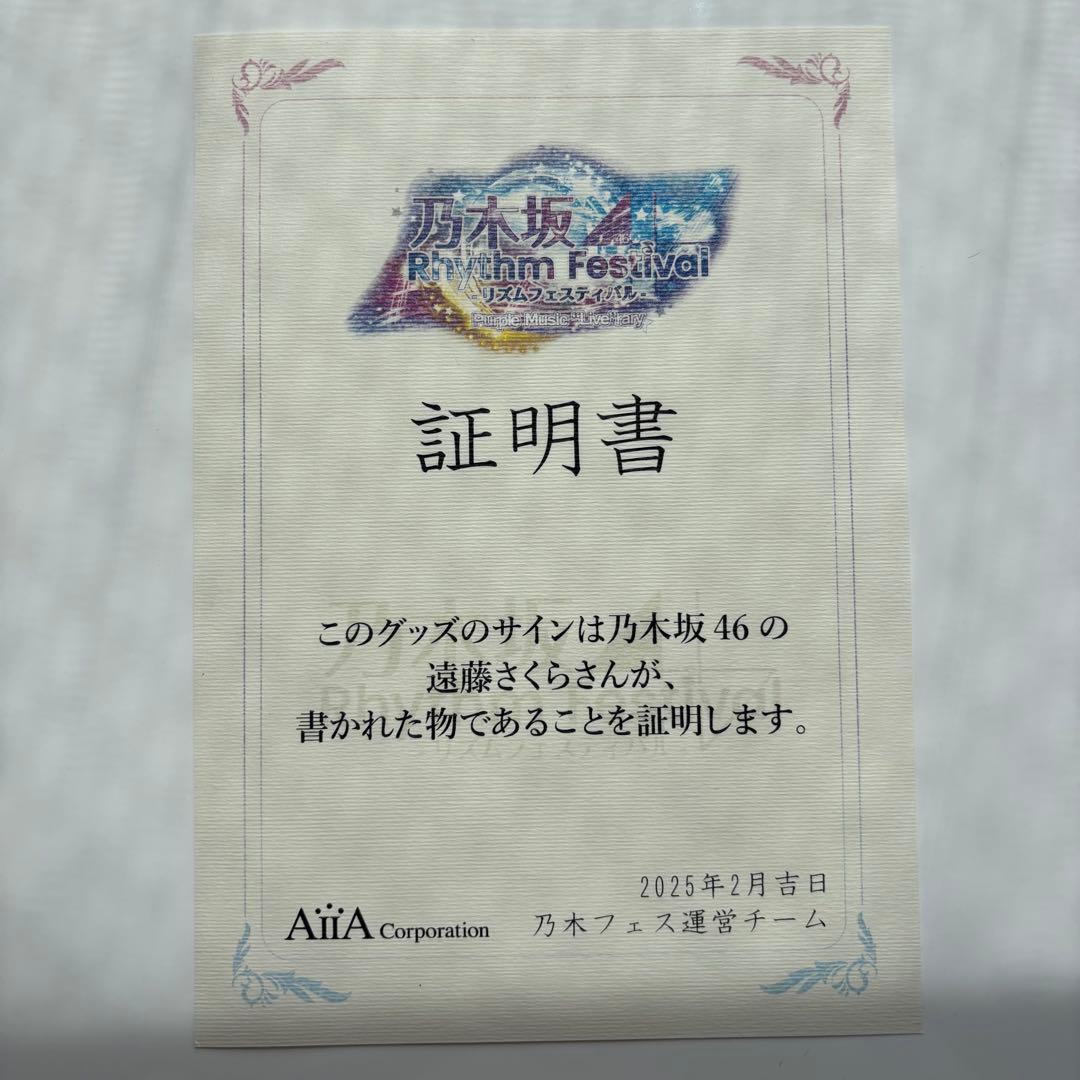 乃木坂46
Rhythm Festival
-リズムフェスティバル-
Purple Music "Live"rary
証明書
このグッズのサインは乃木坂46の
遠藤さくらさんが、
書かれた物であることを証明します。
2025年2月吉日
AiiA Corporation
乃木フェス運営チーム